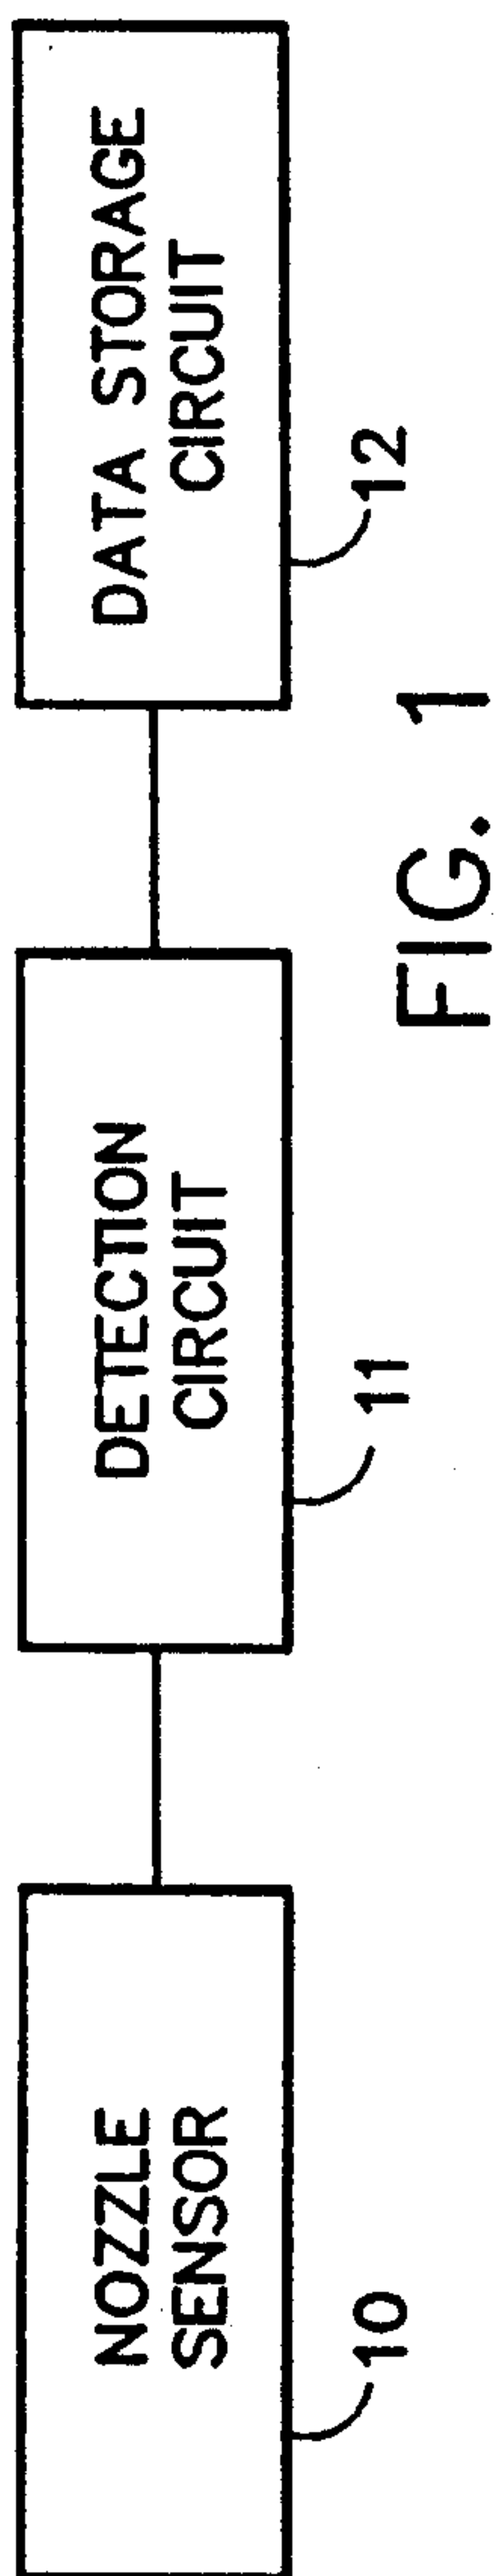 NOZZLE
SENSOR
10
DETECTION
CIRCUIT
11
DATA STORAGE
CIRCUIT
12
FIG. 1